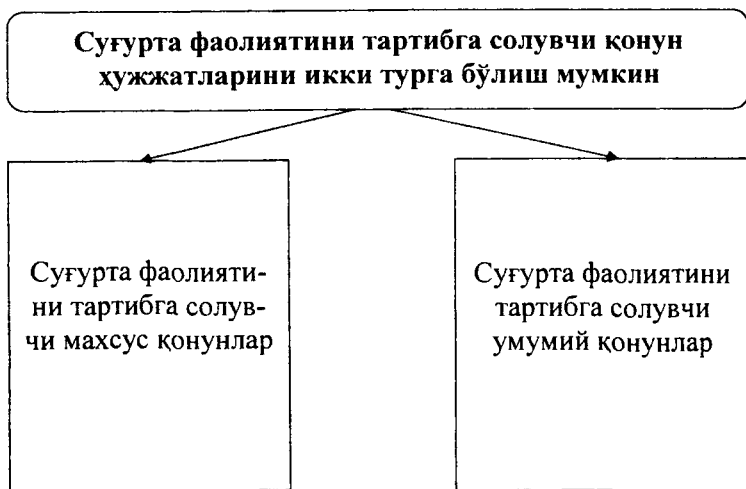 Суғурта фаолиятини тартибга солувчи қонун
ҳужжатларини икки турга бўлиш мумкин
Суғурта фаолияти-
ни тартибга солув-
чи махсус қонунлар
Суғурта фаолиятини
тартибга солувчи
умумий қонунлар